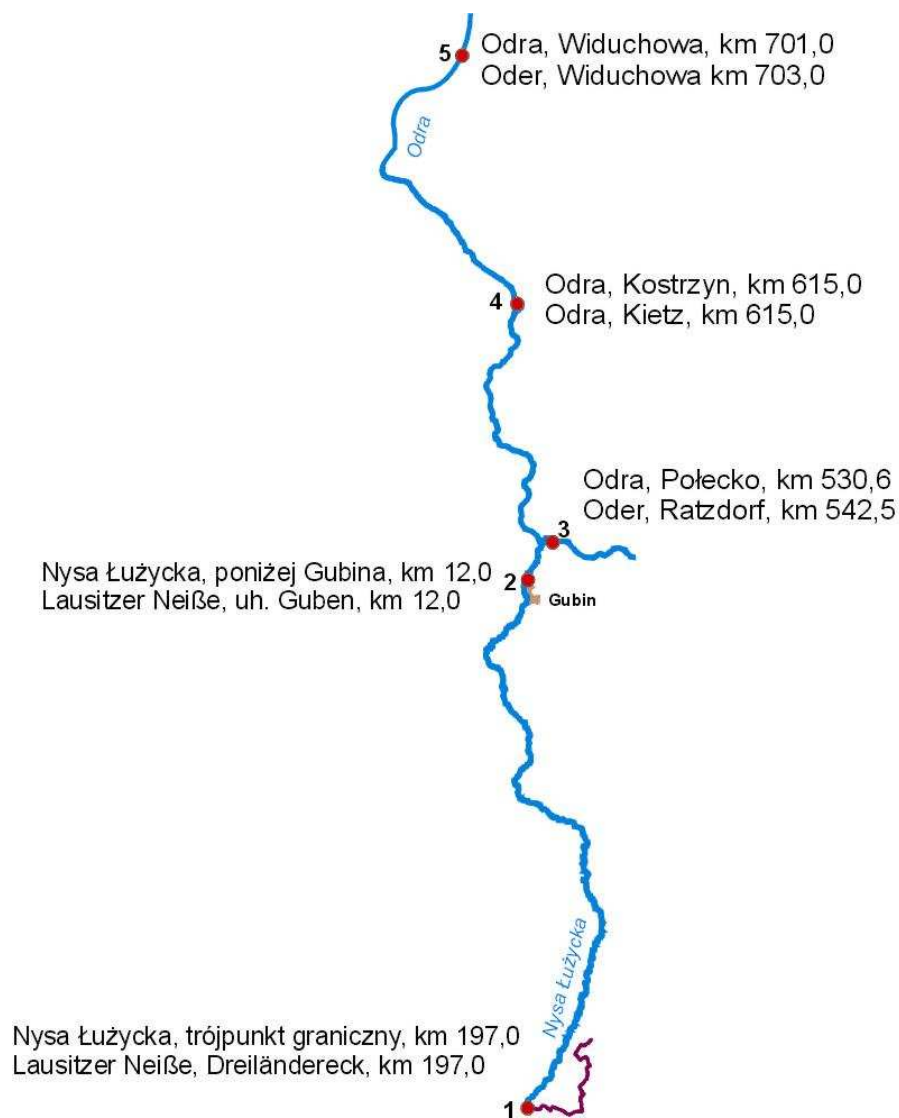 5
Odra, Widuchowa, km 701,0
Oder, Widuchowa km 703,0
Odra
4
Odra, Kostrzyn, km 615,0
Odra, Kietz, km 615,0
Odra, Połecko, km 530,6
Oder, Ratzdorf, km 542,5
3
Nysa Łużycka, poniżej Gubina, km 12,0
Lausitzer Neiße, uh. Guben, km 12,0
2
Gubin
Nysa Łużycka
Nysa Łużycka, trójpunkt graniczny, km 197,0
Lausitzer Neiße, Dreiländereck, km 197,0
1